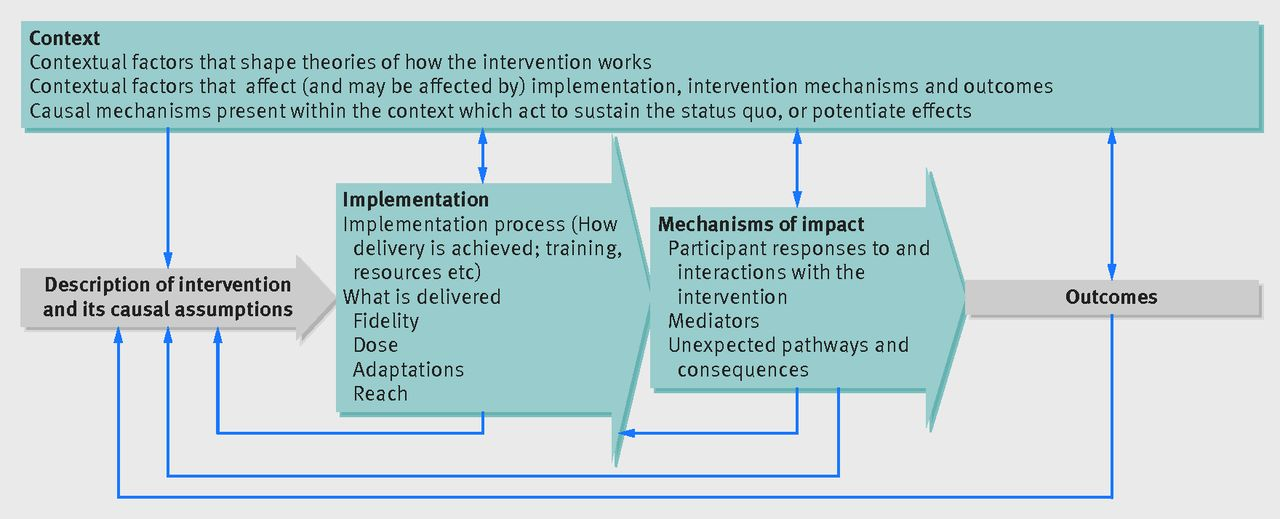 Context
Contextual factors that shape theories of how the intervention works
Contextual factors that affect (and may be affected by) implementation, intervention mechanisms and outcomes
Causal mechanisms present within the context which act to sustain the status quo, or potentiate effects
Description of intervention
and its causal assumptions
Implementation
Implementation process (How
delivery is achieved; training,
resources etc)
What is delivered
Fidelity
Dose
Adaptations
Reach
Mechanisms of impact
Participant responses to and
interactions with the
intervention
Mediators
Unexpected pathways and
consequences
Outcomes